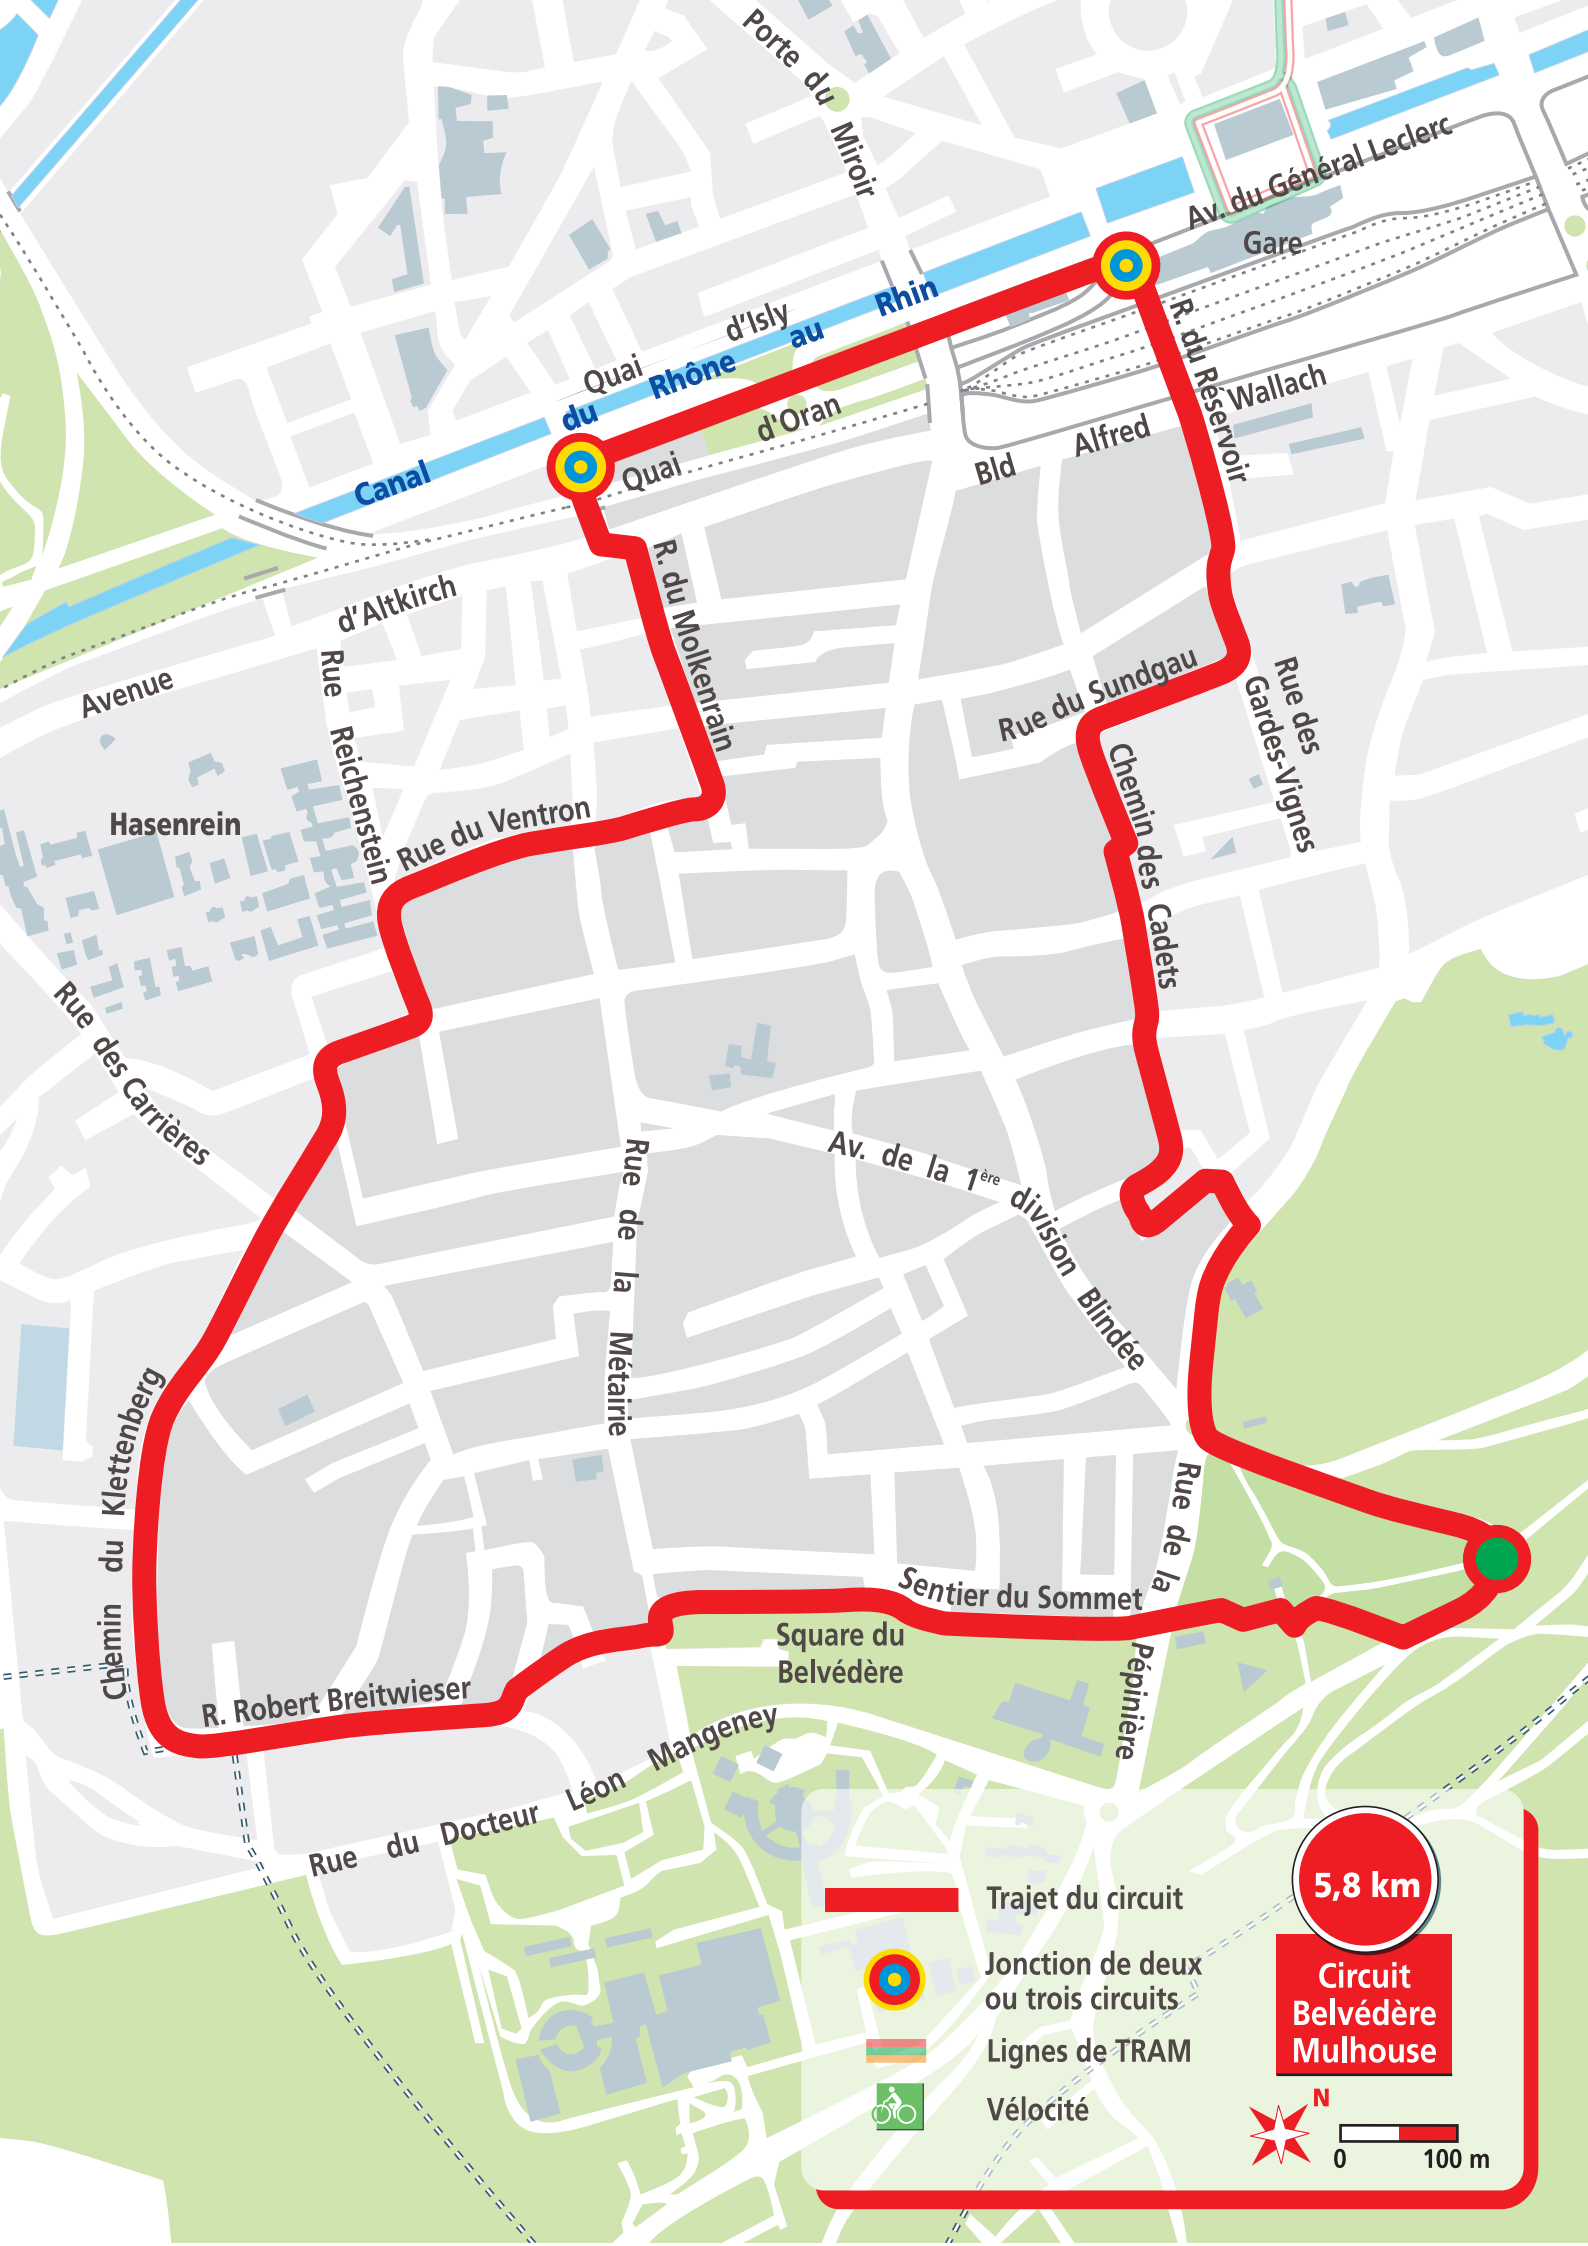 Porte du Miroir
Av. du Général Leclerc
Gare
Quai d'Isly
Canal du Rhône au Rhin
Quai d'Oran
R. du Réservoir
Bld Alfred Wallach
Avenue d'Altkirch
R. du Molkenrain
Rue Reichenstein
Rue du Sundgau
Rue des
Gardes-Vignes
Hasenrein
Rue du Ventron
Chemin des Cadets
Rue des Carrières
Av. de la 1ère division Blindée
Rue de la Métairie
Chemin du Klettenberg
Rue de la Pépinière
Sentier du Sommet
Square du
Belvédère
R. Robert Breitwieser
Rue du Docteur Léon Mangeney
5,8 km
Circuit
Belvédère
Mulhouse
Trajet du circuit
Jonction de deux
ou trois circuits
Lignes de TRAM
Vélocité
N
0 100 m